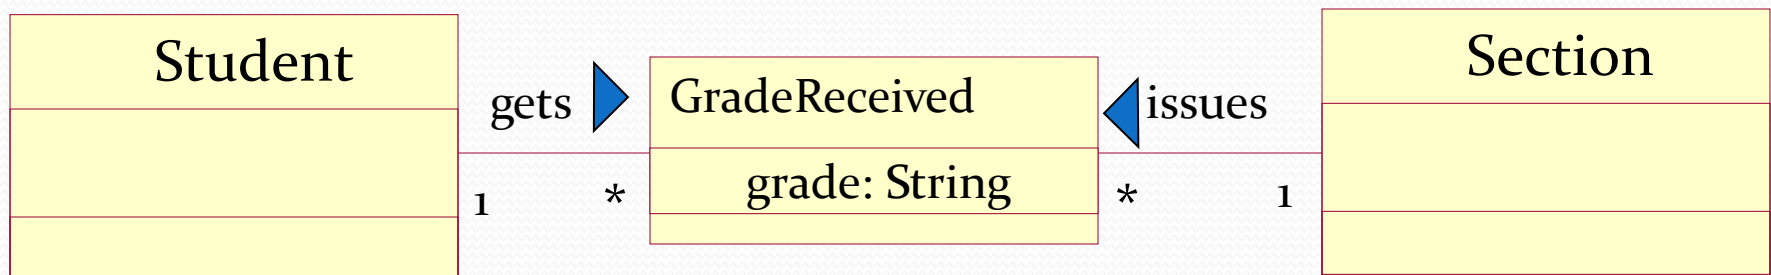 Student
gets
GradeReceived
issues
Section
grade: String
1
*
*
1